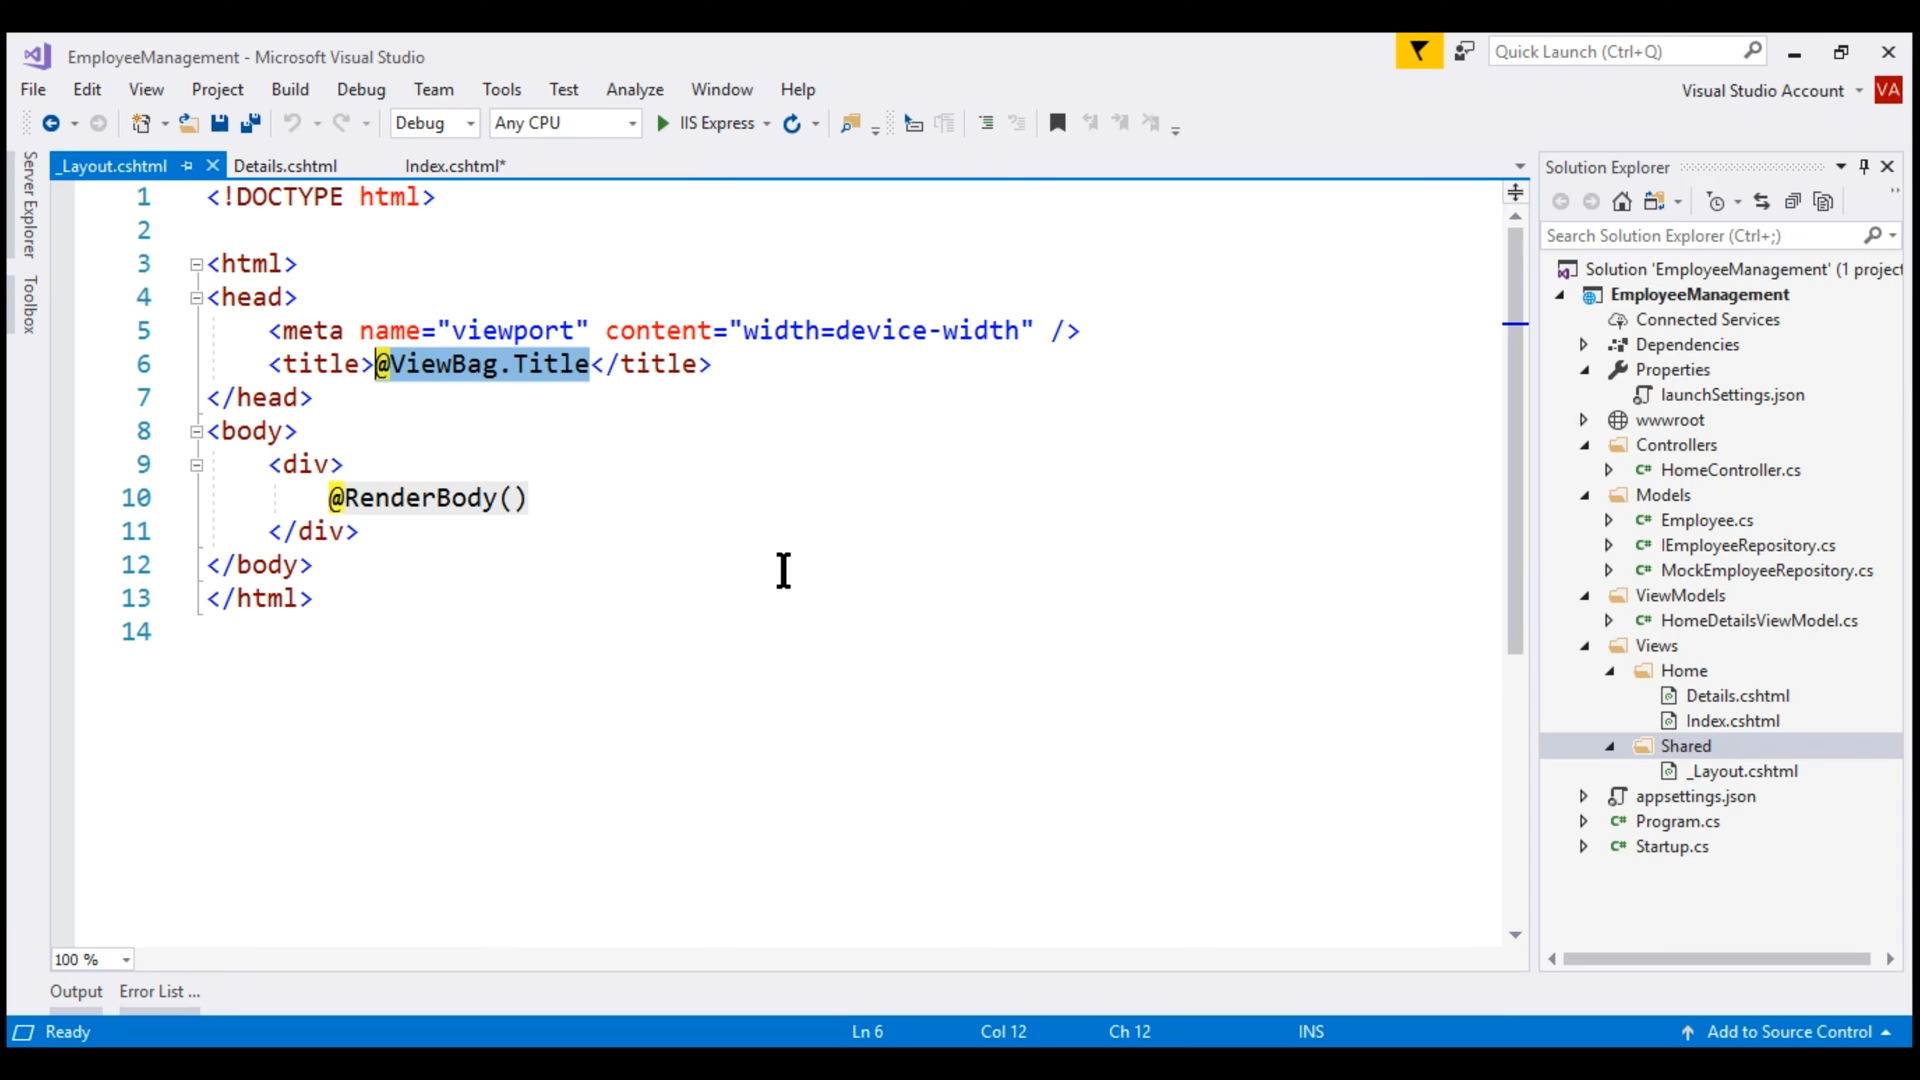 EmployeeManagement - Microsoft Visual Studio
Quick Launch (Ctrl+Q)
File Edit View Project Build Debug Team Tools Test Analyze Window Help
Visual Studio Account VA
Debug Any CPU IIS Express
Server Explorer
Toolbox
_Layout.cshtml Details.cshtml Index.cshtml*
1 <!DOCTYPE html>
2
3 <html>
4 <head>
5 <meta name="viewport" content="width=device-width" />
6 <title>@ViewBag.Title</title>
7 </head>
8 <body>
9 <div>
10 @RenderBody()
11 </div>
12 </body>
13 </html>
14
100 %
Output Error List ...
Solution Explorer
Search Solution Explorer (Ctrl+;)
Solution 'EmployeeManagement' (1 project
EmployeeManagement
Connected Services
Dependencies
Properties
launchSettings.json
wwwroot
Controllers
C# HomeController.cs
Models
C# Employee.cs
C# IEmployeeRepository.cs
C# MockEmployeeRepository.cs
ViewModels
C# HomeDetailsViewModel.cs
Views
Home
Details.cshtml
Index.cshtml
Shared
_Layout.cshtml
appsettings.json
C# Program.cs
C# Startup.cs
Ready Ln 6 Col 12 Ch 12 INS Add to Source Control